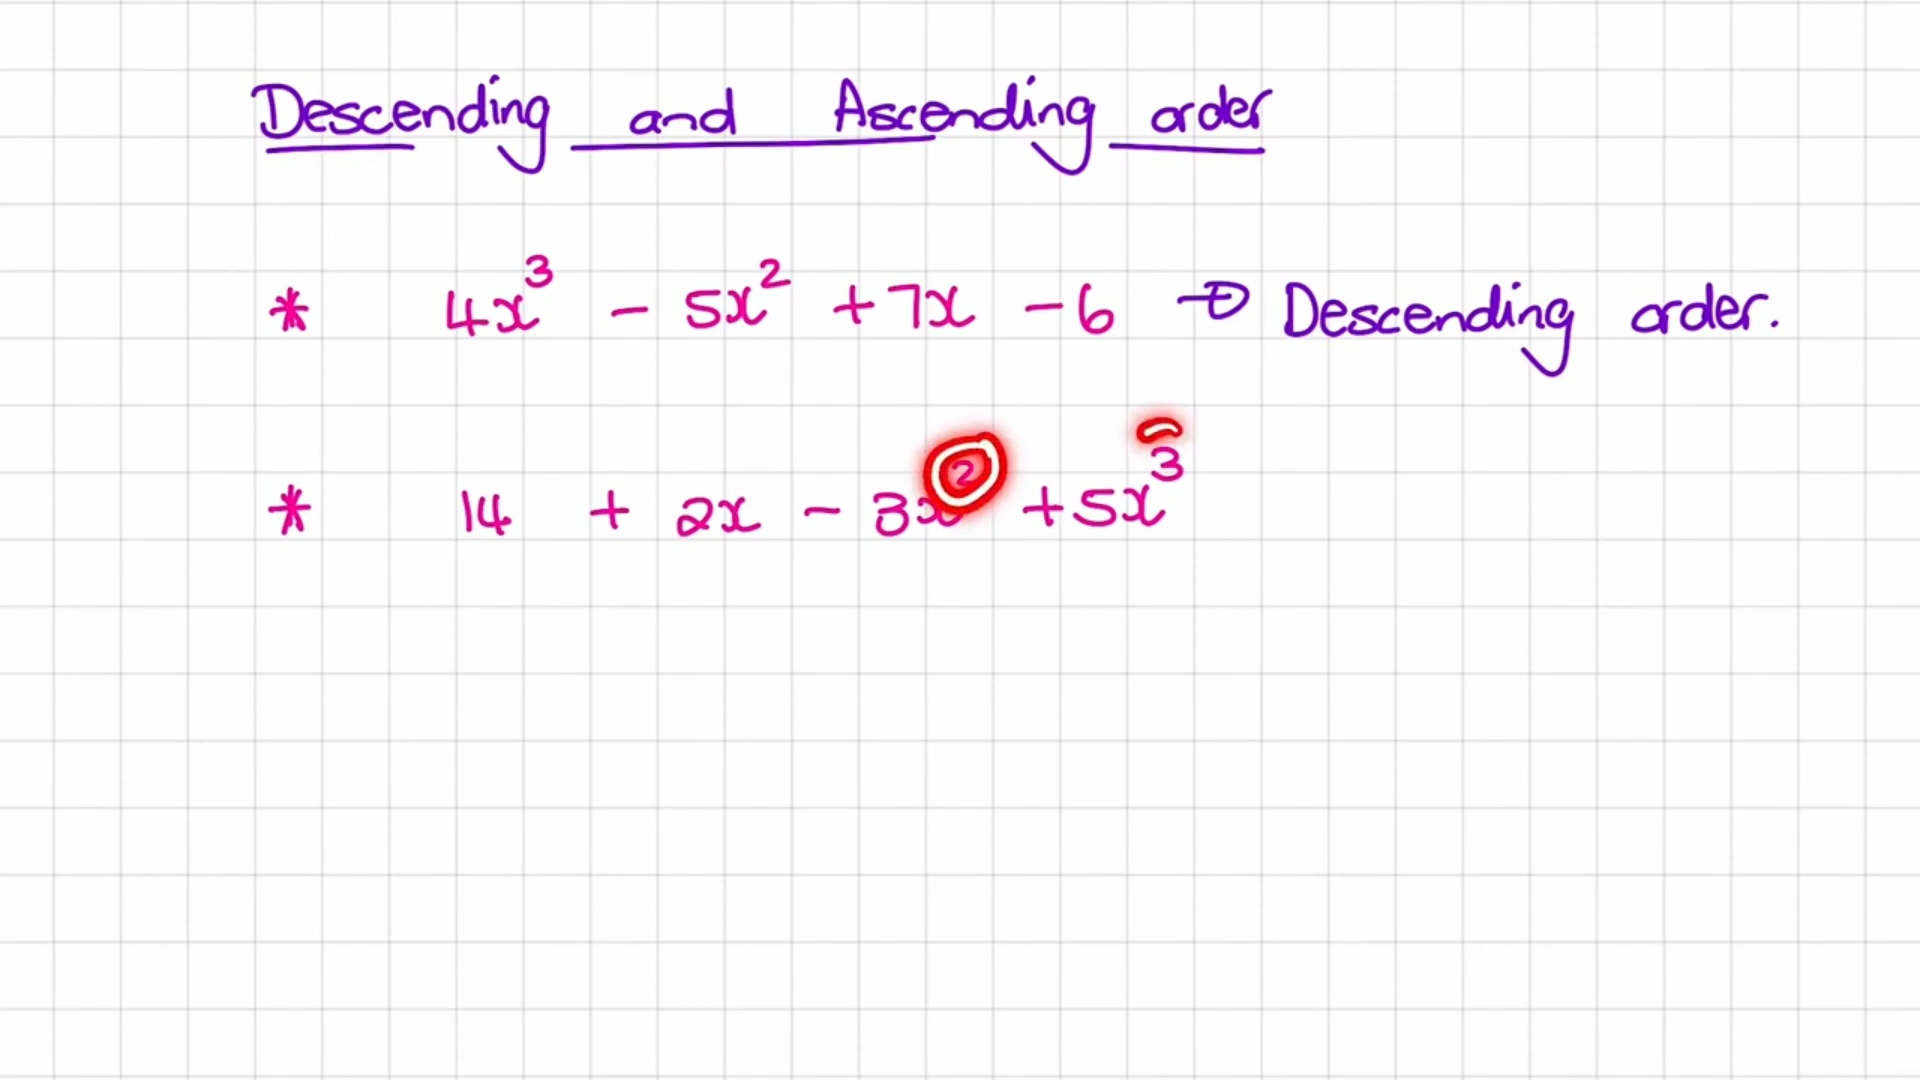 Descending and Ascending order
* 4x³ - 5x² + 7x - 6 → Descending order.
* 14 + 2x - 3x² + 5x³